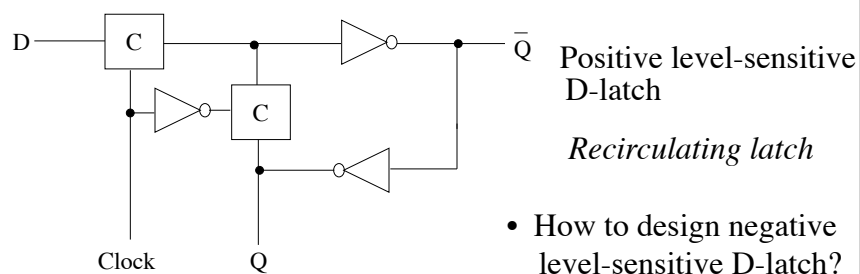 D
C
Q̅
Positive level-sensitive
D-latch
C
Recirculating latch
Clock
Q
• How to design negative
level-sensitive D-latch?